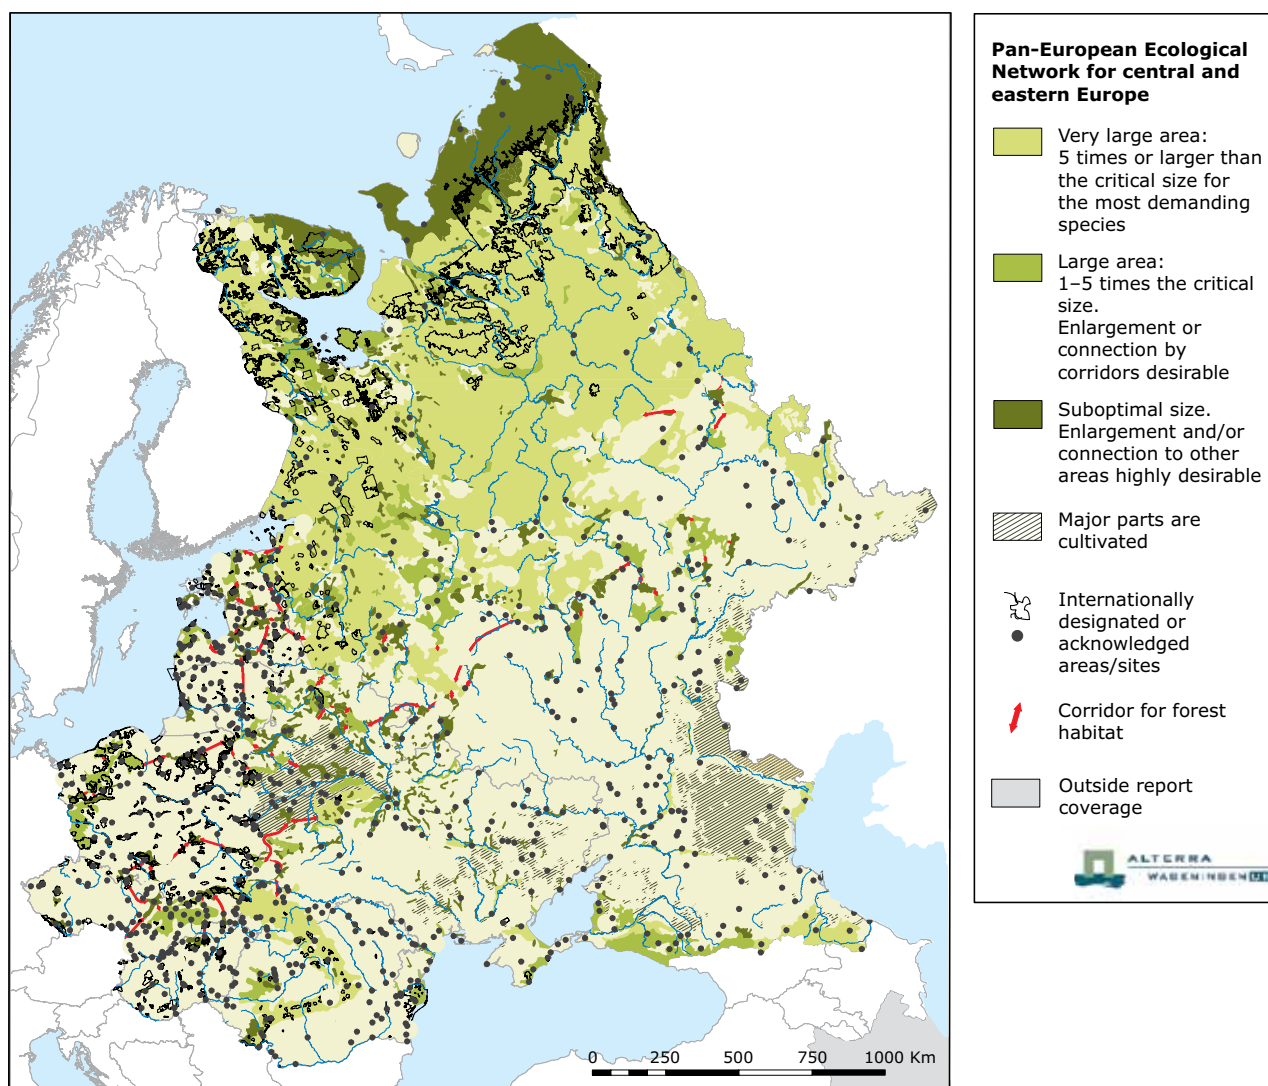 Pan-European Ecological
Network for central and
eastern Europe
Very large area:
5 times or larger than
the critical size for
the most demanding
species
Large area:
1–5 times the critical
size.
Enlargement or
connection by
corridors desirable
Suboptimal size.
Enlargement and/or
connection to other
areas highly desirable
Major parts are
cultivated
Internationally
designated or
acknowledged
areas/sites
Corridor for forest
habitat
Outside report
coverage
ALTERRA
WAGENINGEN UR
0 250 500 750 1000 Km